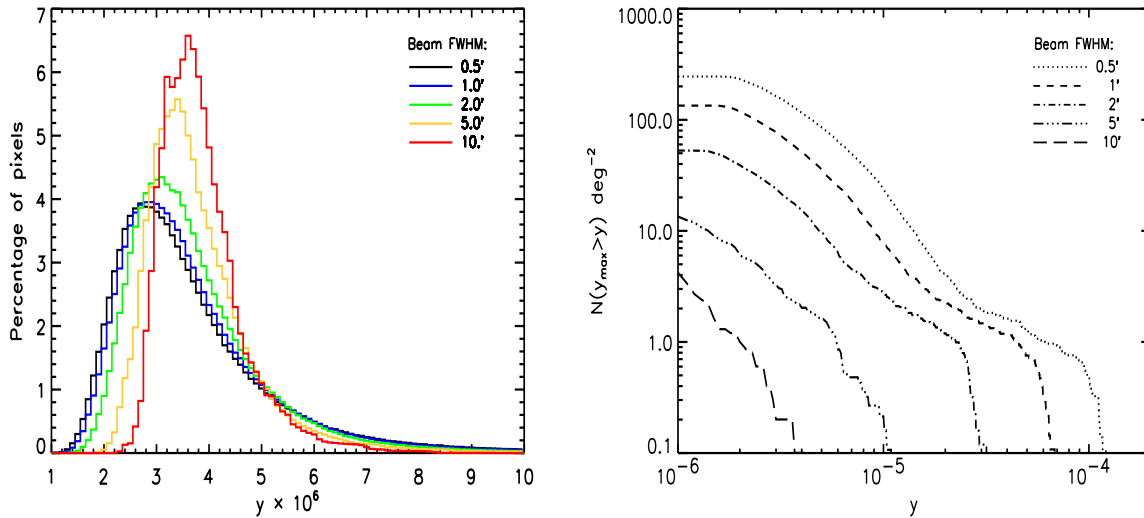 7
6
5
4
3
2
1
0
Percentage of pixels
Beam FWHM:
0.5'
1.0'
2.0'
5.0'
10.'
1 2 3 4 5 6 7 8 9 10
y × 10⁶
1000.0
100.0
10.0
1.0
0.1
N(y_max>y) deg⁻²
Beam FWHM:
0.5'
1'
2'
5'
10'
10⁻⁶ 10⁻⁵ 10⁻⁴
y